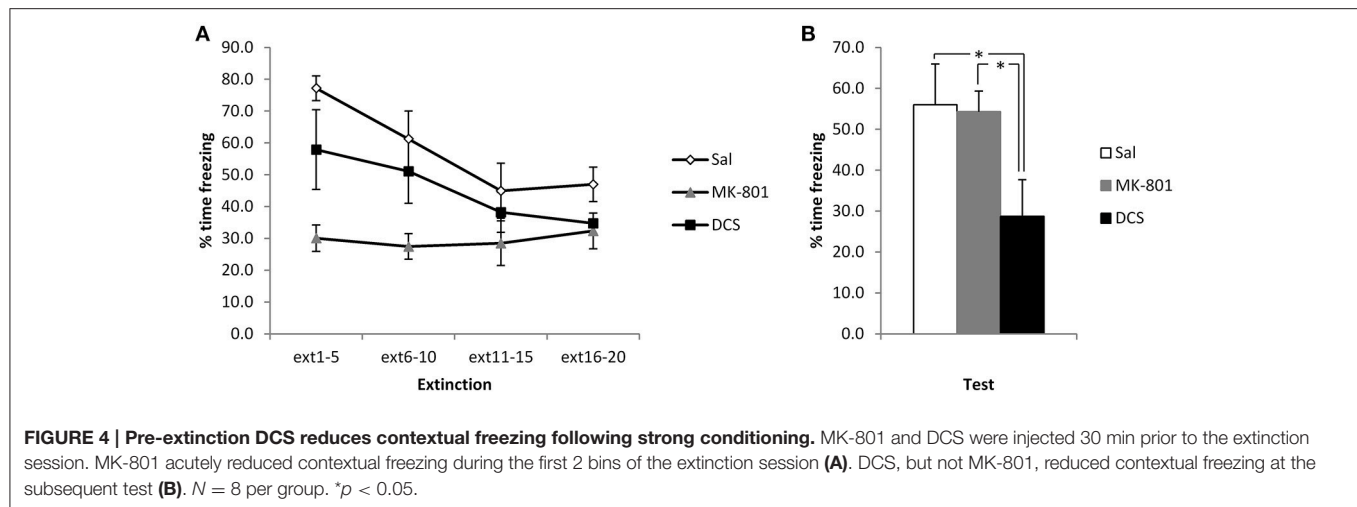 A
90.0
80.0
70.0
60.0
50.0
40.0
30.0
20.0
10.0
0.0
% time freezing
ext1-5 ext6-10 ext11-15 ext16-20
Extinction
Sal
MK-801
DCS
B
70.0
60.0
50.0
40.0
30.0
20.0
10.0
0.0
% time freezing
* *
Test
Sal
MK-801
DCS
FIGURE 4 | Pre-extinction DCS reduces contextual freezing following strong conditioning. MK-801 and DCS were injected 30 min prior to the extinction
session. MK-801 acutely reduced contextual freezing during the first 2 bins of the extinction session (A). DCS, but not MK-801, reduced contextual freezing at the
subsequent test (B). N = 8 per group. *p < 0.05.